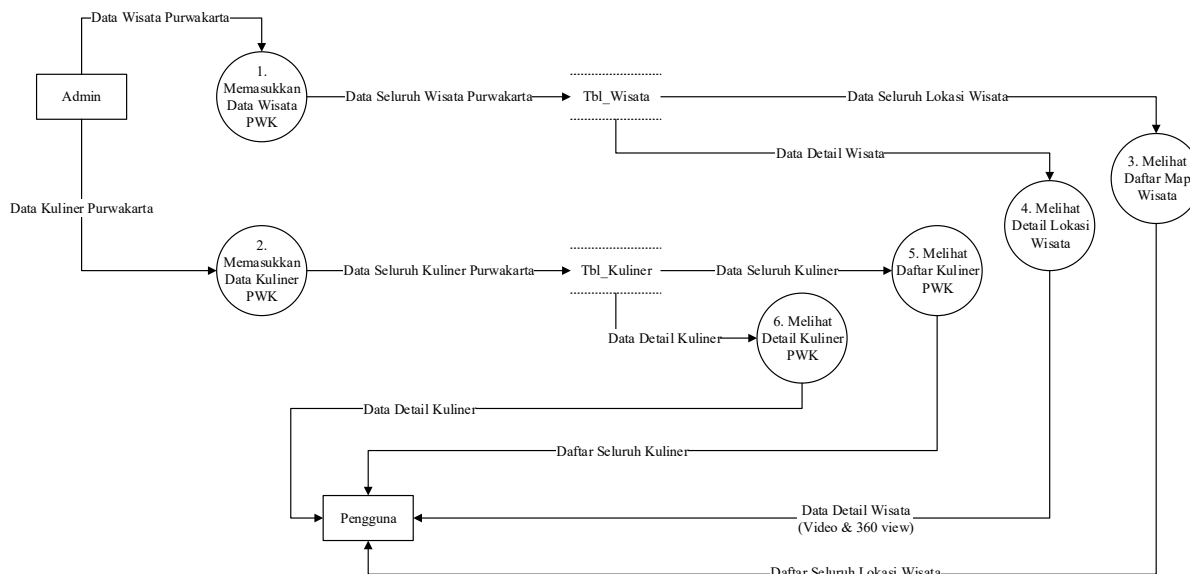 Data Wisata Purwakarta
Admin
1.
Memasukkan
Data Wisata
PWK
Data Seluruh Wisata Purwakarta
Tbl_Wisata
Data Seluruh Lokasi Wisata
Data Detail Wisata
3. Melihat
Daftar Map
Wisata
4. Melihat
Detail Lokasi
Wisata
Data Kuliner Purwakarta
2.
Memasukkan
Data Kuliner
PWK
Data Seluruh Kuliner Purwakarta
Tbl_Kuliner
Data Seluruh Kuliner
5. Melihat
Daftar Kuliner
PWK
Data Detail Kuliner
6. Melihat
Detail Kuliner
PWK
Data Detail Kuliner
Daftar Seluruh Kuliner
Pengguna
Data Detail Wisata
(Video & 360 view)
Daftar Seluruh Lokasi Wisata